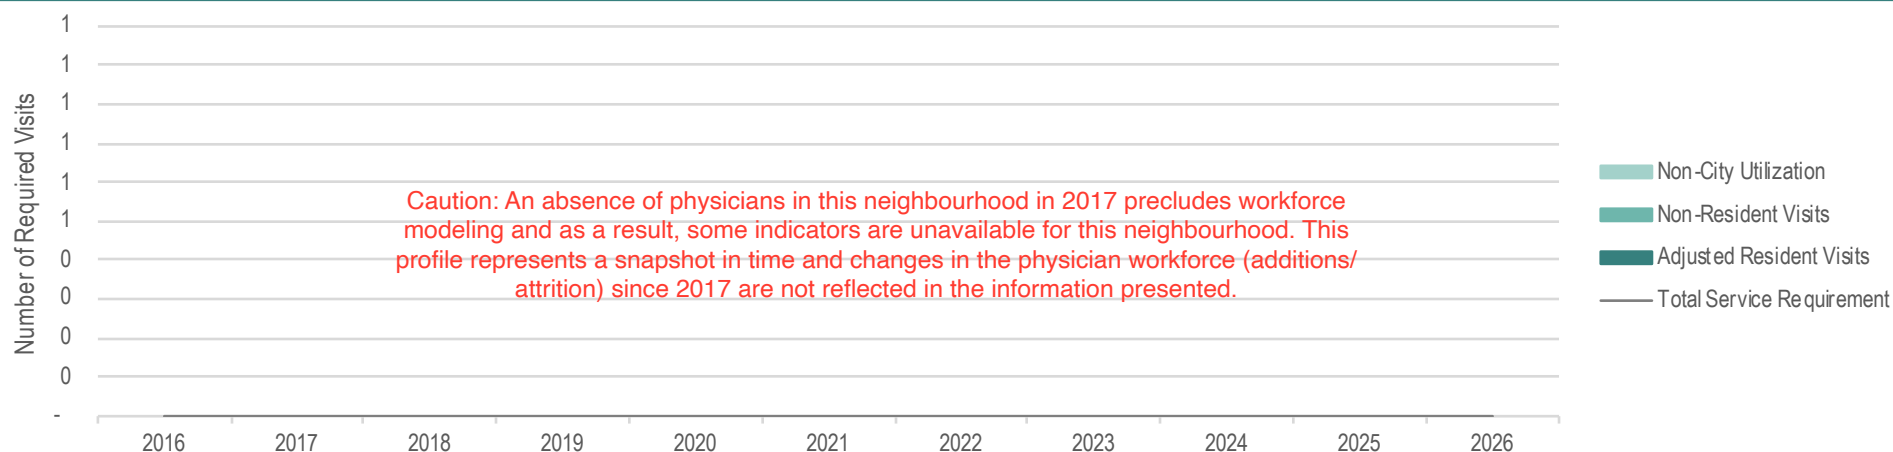 Number of Required Visits
1
1
1
1
1
1
0
0
0
0
-
Caution: An absence of physicians in this neighbourhood in 2017 precludes workforce
modeling and as a result, some indicators are unavailable for this neighbourhood. This
profile represents a snapshot in time and changes in the physician workforce (additions/
attrition) since 2017 are not reflected in the information presented.
2016 2017 2018 2019 2020 2021 2022 2023 2024 2025 2026
Non-City Utilization
Non-Resident Visits
Adjusted Resident Visits
Total Service Requirement